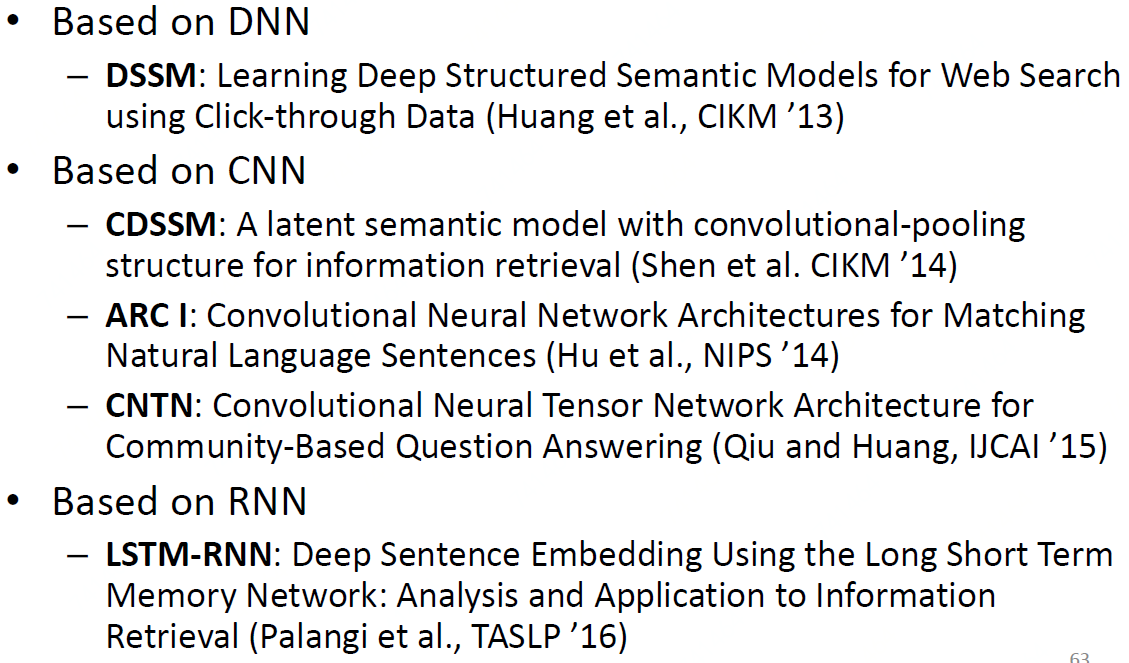 • Based on DNN
– DSSM: Learning Deep Structured Semantic Models for Web Search
using Click-through Data (Huang et al., CIKM ’13)
• Based on CNN
– CDSSM: A latent semantic model with convolutional-pooling
structure for information retrieval (Shen et al. CIKM ’14)
– ARC I: Convolutional Neural Network Architectures for Matching
Natural Language Sentences (Hu et al., NIPS ’14)
– CNTN: Convolutional Neural Tensor Network Architecture for
Community-Based Question Answering (Qiu and Huang, IJCAI ’15)
• Based on RNN
– LSTM-RNN: Deep Sentence Embedding Using the Long Short Term
Memory Network: Analysis and Application to Information
Retrieval (Palangi et al., TASLP ’16)
63